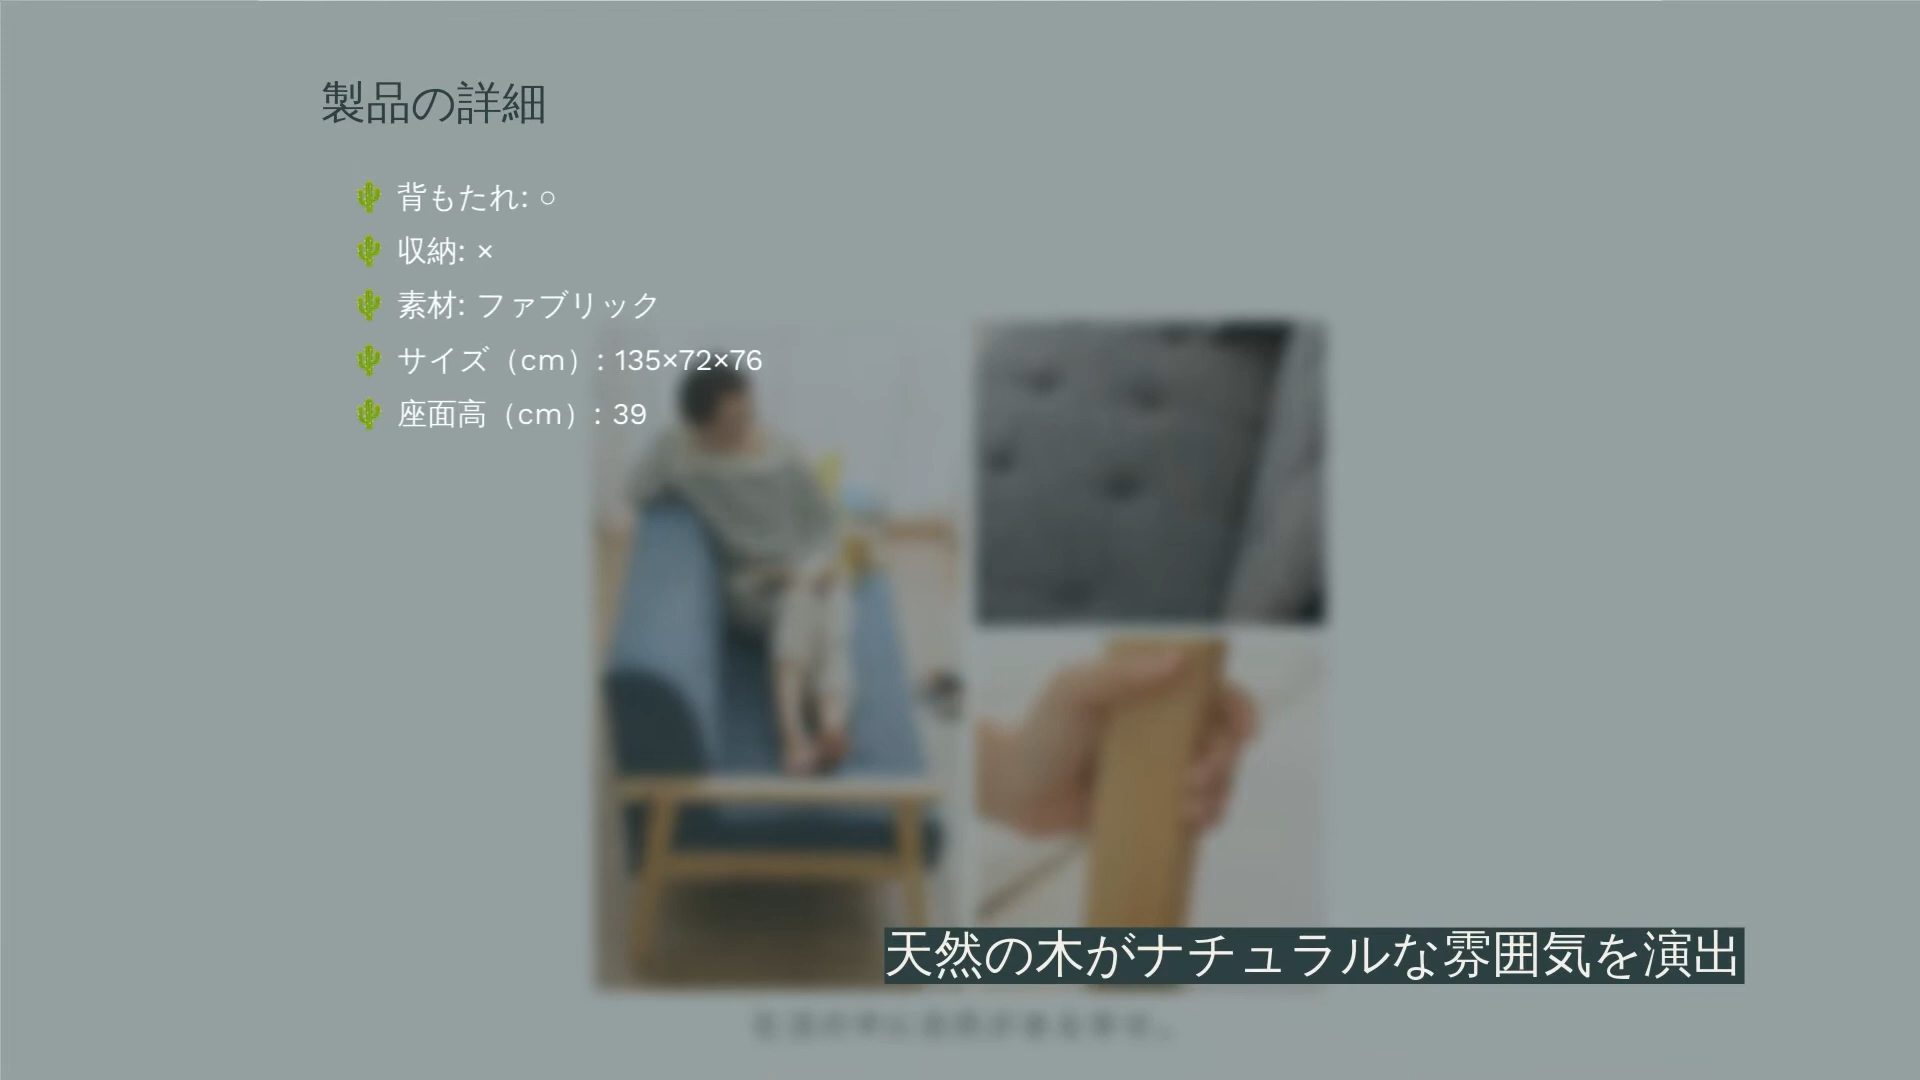 製品の詳細
背もたれ: ○
収納: ×
素材: ファブリック
サイズ（cm）: 135×72×76
座面高（cm）: 39
天然の木がナチュラルな雰囲気を演出